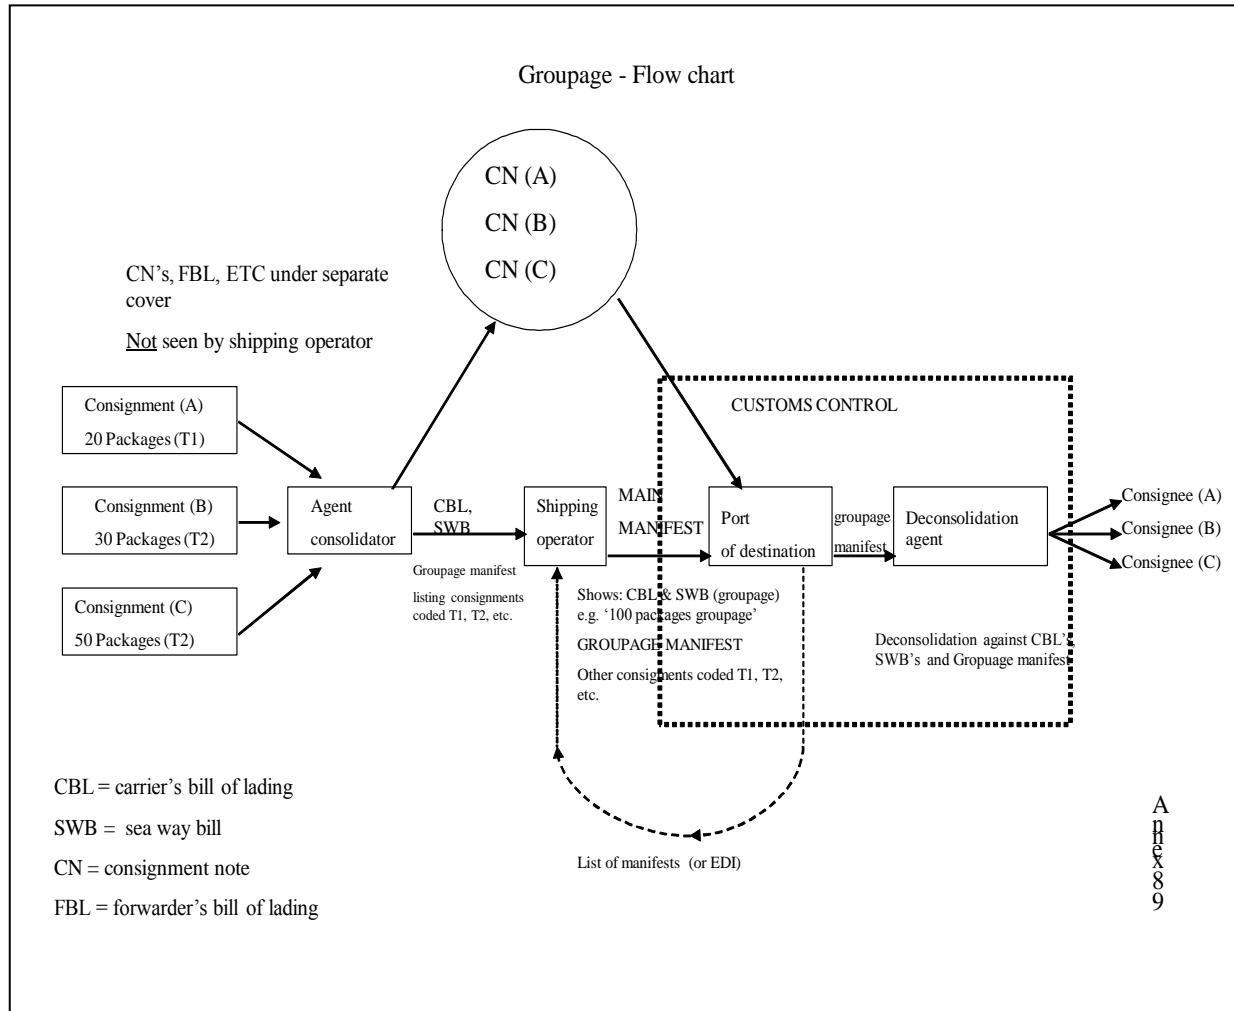 Groupage - Flow chart
CN (A)
CN (B)
CN (C)
CN's, FBL, ETC under separate
cover
Not seen by shipping operator
Consignment (A)
20 Packages (T1)
Consignment (B)
30 Packages (T2)
Consignment (C)
50 Packages (T2)
Agent
consolidator
CBL,
SWB
Groupage manifest
listing consignments
coded T1, T2, etc.
Shipping
operator
MAIN
MANIFEST
Shows: CBL & SWB (groupage)
e.g. ‘100 packages groupage’
GROUPAGE MANIFEST
Other consigments coded T1, T2,
etc.
CUSTOMS CONTROL
Port
of destination
groupage
manifest
Deconsolidation
agent
Deconsolidation against CBL's,
SWB's and Gropuage manifest
Consignee (A)
Consignee (B)
Consignee (C)
List of manifests (or EDI)
CBL = carrier's bill of lading
SWB = sea way bill
CN = consignment note
FBL = forwarder's bill of lading
Annex 8 9